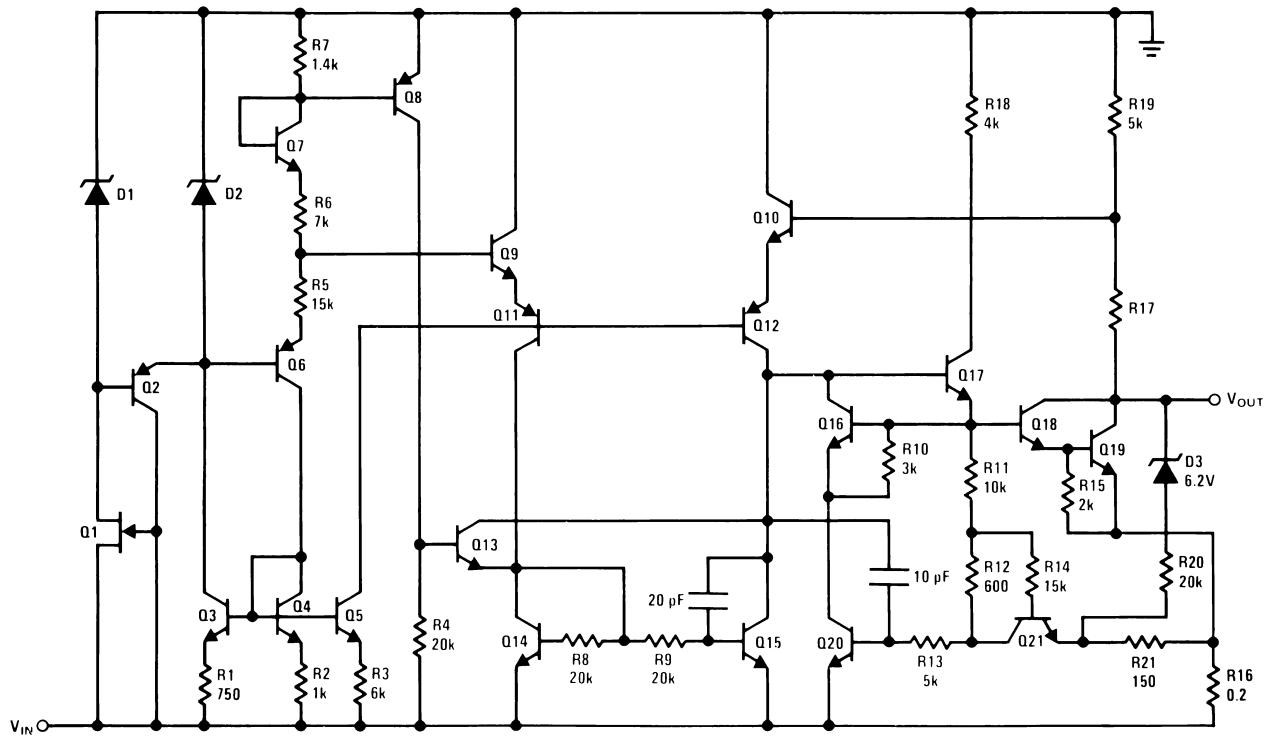 R7
1.4k
Q8
R18
4k
R19
5k
Q7
D1
D2
R6
7k
Q10
Q9
R5
15k
R17
Q11
Q12
Q2
Q6
Q17
VOUT
Q16
Q18
R10
3k
Q19
D3
6.2V
R11
10k
R15
2k
Q1
Q13
10 pF
R12
600
R14
15k
R20
20k
20 pF
Q3
Q4
Q5
R4
20k
Q14
R8
20k
R9
20k
Q15
Q20
R13
5k
Q21
R21
150
R1
750
R2
1k
R3
6k
R16
0.2
VIN